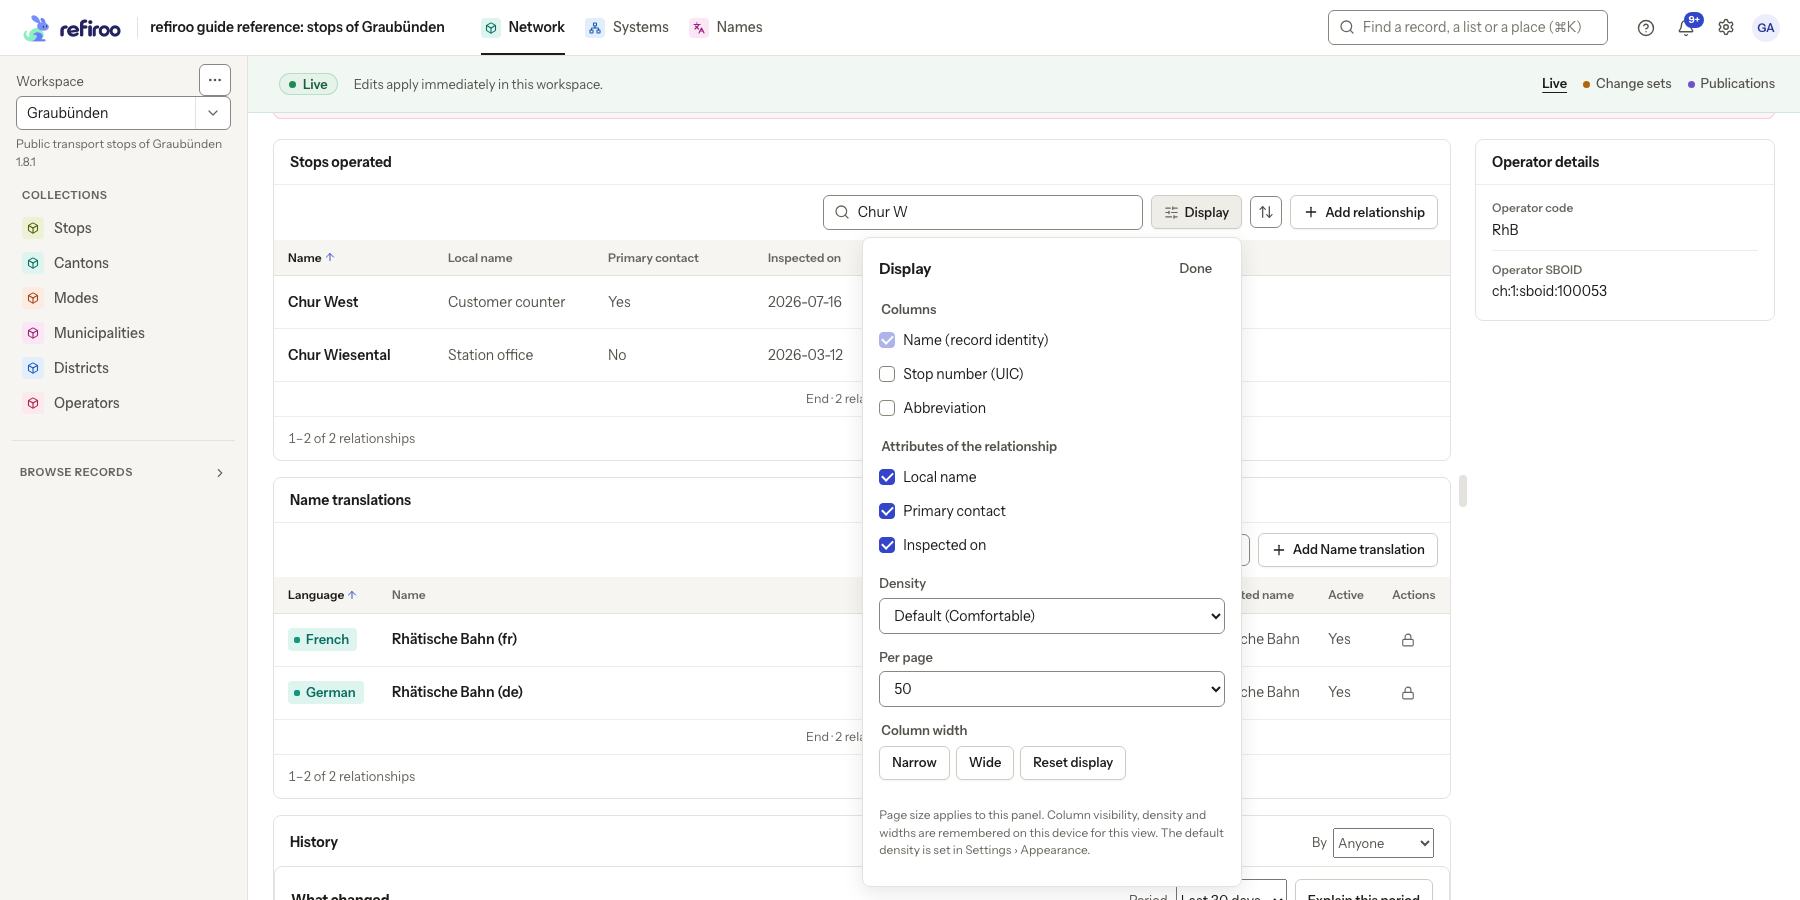 refiroo
refiroo guide reference: stops of Graubünden
Network
Systems
Names
Find a record, a list or a place (⌘K)
9+
GA
Workspace
Graubünden
Public transport stops of Graubünden
1.8.1
COLLECTIONS
Stops
Cantons
Modes
Municipalities
Districts
Operators
BROWSE RECORDS
Live
Edits apply immediately in this workspace.
Live
Change sets
Publications
Stops operated
Chur W
Display
Add relationship
Name
Local name
Primary contact
Inspected on
Chur West
Customer counter
Yes
2026-07-16
Chur Wiesental
Station office
No
2026-03-12
End · 2 rela
1–2 of 2 relationships
Display
Done
Columns
Name (record identity)
Stop number (UIC)
Abbreviation
Attributes of the relationship
Local name
Primary contact
Inspected on
Density
Default (Comfortable)
Per page
50
Column width
Narrow
Wide
Reset display
Page size applies to this panel. Column visibility, density and
widths are remembered on this device for this view. The default
density is set in Settings › Appearance.
Operator details
Operator code
RhB
Operator SBOID
ch:1:sboid:100053
Name translations
Add Name translation
Language
Name
ted name
Active
Actions
French
Rhätische Bahn (fr)
che Bahn
Yes
German
Rhätische Bahn (de)
che Bahn
Yes
End · 2 rela
1–2 of 2 relationships
History
By
Anyone
What changed
Period
Last 30 days
Explain this period